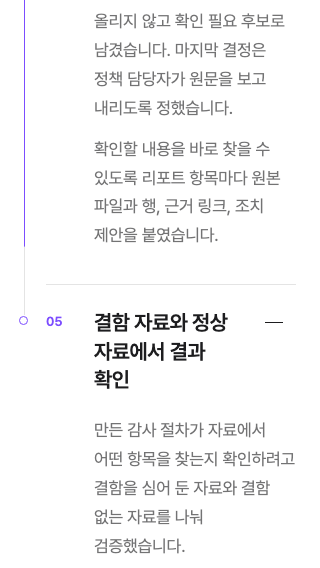 올리지 않고 확인 필요 후보로
남겼습니다. 마지막 결정은
정책 담당자가 원문을 보고
내리도록 정했습니다.
확인할 내용을 바로 찾을 수
있도록 리포트 항목마다 원본
파일과 행, 근거 링크, 조치
제안을 붙였습니다.
05
결함 자료와 정상
자료에서 결과
확인
만든 감사 절차가 자료에서
어떤 항목을 찾는지 확인하려고
결함을 심어 둔 자료와 결함
없는 자료를 나눠
검증했습니다.